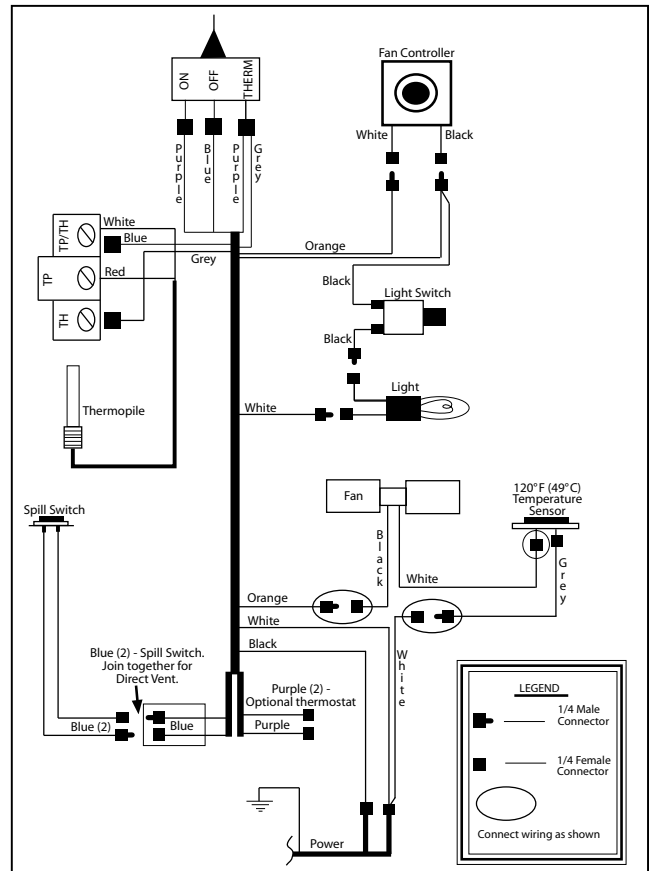 ON
OFF
THERM
Fan Controller
White
Black
Purple
Blue
Purple
Grey
TP/TH
White
Blue
Orange
Grey
TP
Red
Black
Light Switch
TH
Black
Light
Thermopile
White
Fan
120°F (49°C)
Temperature
Sensor
Spill Switch
Black
White
Grey
Orange
White
Black
White
Blue (2) - Spill Switch.
Join together for
Direct Vent.
Purple (2) -
Optional thermostat
Blue (2)
Blue
Purple
LEGEND
1/4 Male
Connector
1/4 Female
Connector
Connect wiring as shown
Power